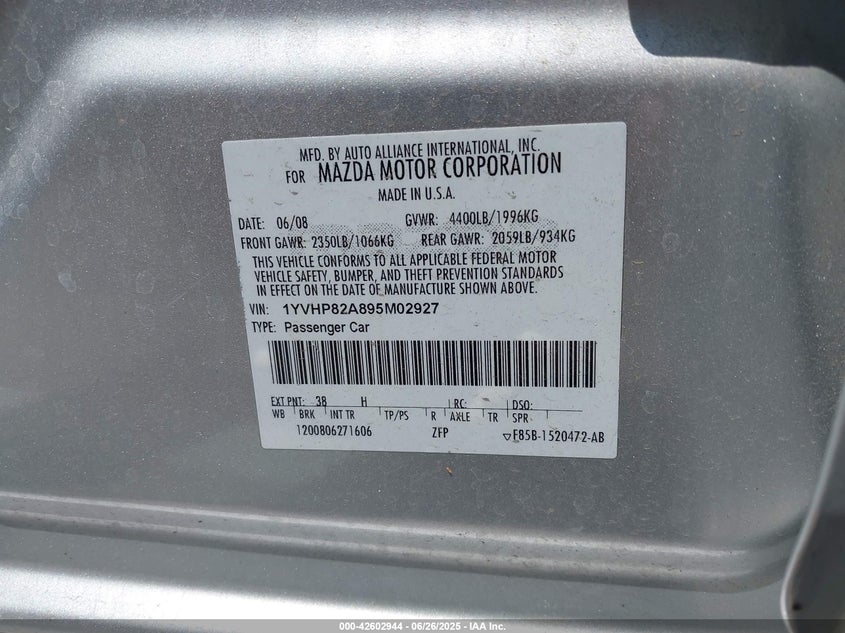 MFD. BY AUTO ALLIANCE INTERNATIONAL, INC.
FOR MAZDA MOTOR CORPORATION
MADE IN U.S.A.
DATE: 06/08 GVWR: 4400LB/1996KG
FRONT GAWR: 2350LB/1066KG REAR GAWR: 2059LB/934KG
THIS VEHICLE CONFORMS TO ALL APPLICABLE FEDERAL MOTOR
VEHICLE SAFETY, BUMPER, AND THEFT PREVENTION STANDARDS
IN EFFECT ON THE DATE OF MANUFACTURE SHOWN ABOVE.
VIN: 1YVHP82A895M02927
TYPE: Passenger Car
EXT PNT: 38 H RC: DSO:
WB BRK INT TR TP/PS R AXLE TR SPR
1200806271606 ZFP ▽F85B-1520472-AB
000-42602944 - 06/26/2025 - IAA Inc.